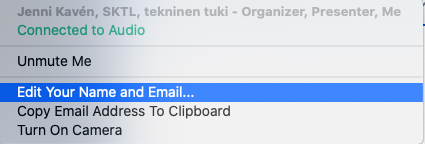 Jenni Kavén, SKTL, tekninen tuki - Organizer, Presenter, Me
Connected to Audio
Unmute Me
Edit Your Name and Email...
Copy Email Address To Clipboard
Turn On Camera